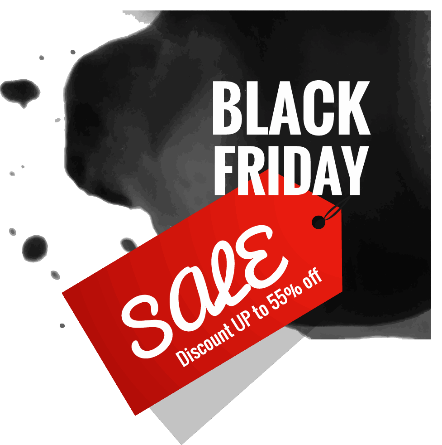 BLACK
FRIDAY
SALE
Discount UP to 55% off